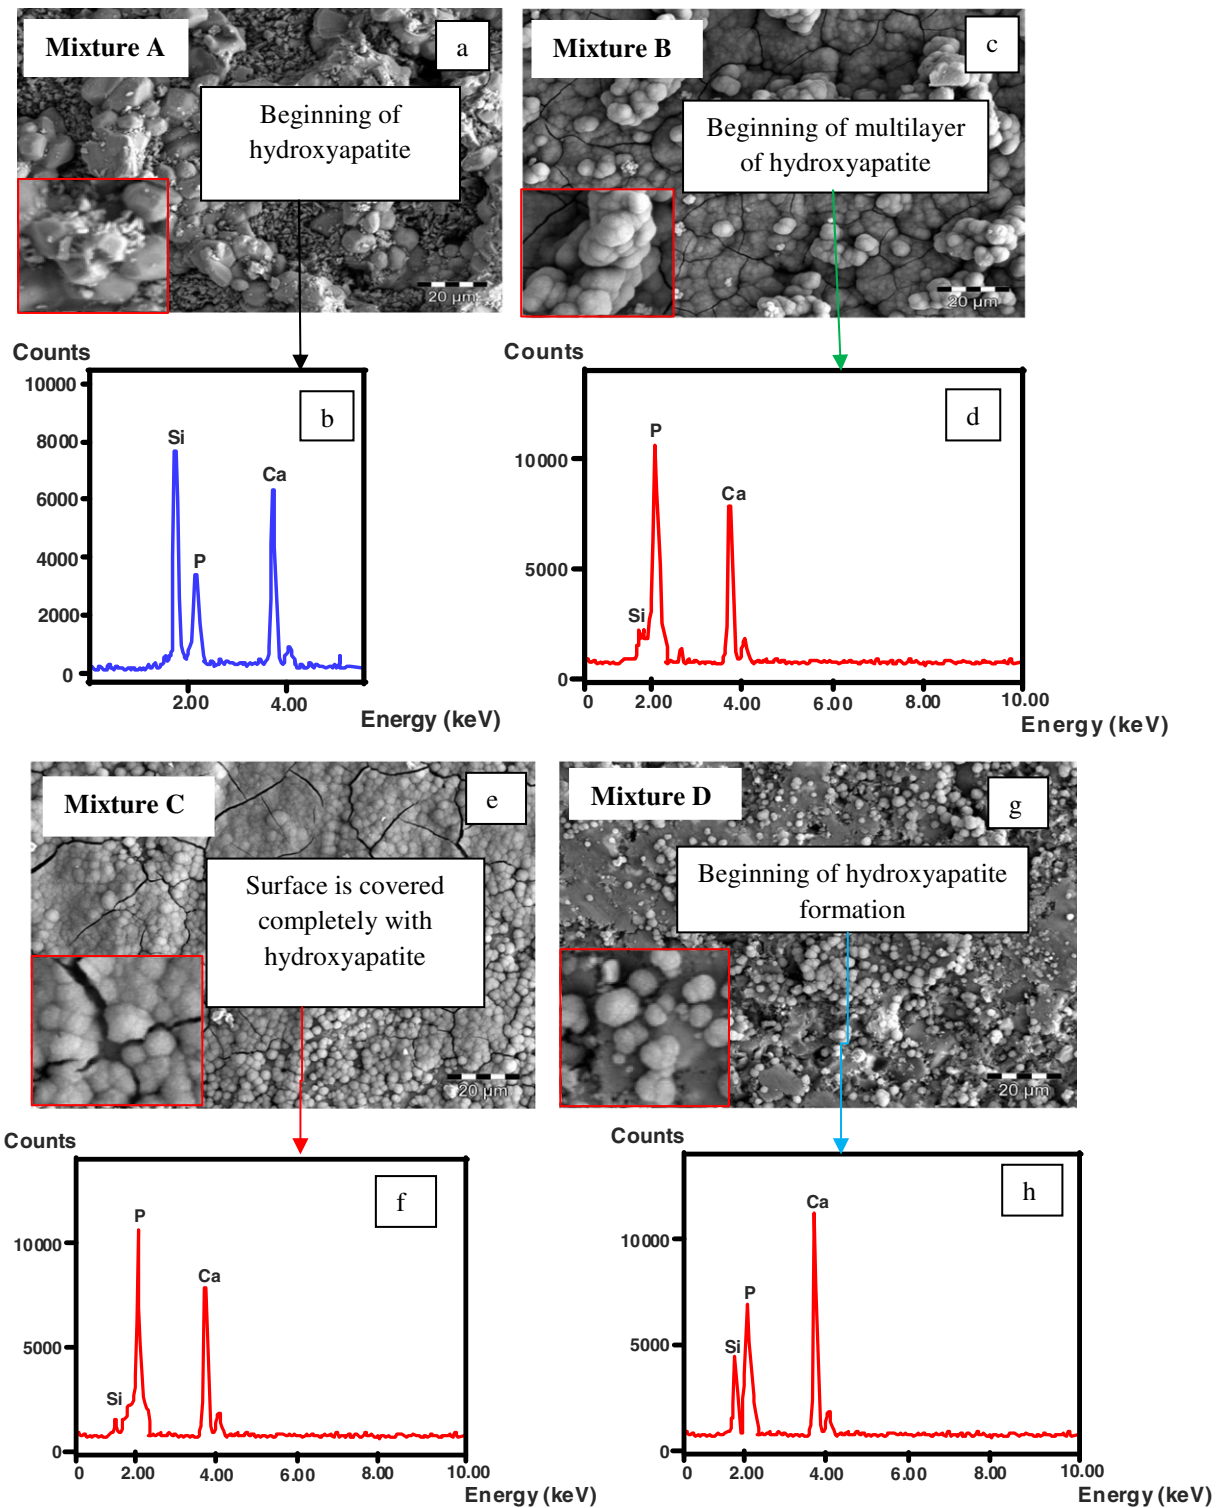 Mixture A
a
Beginning of
hydroxyapatite
20 μm
Mixture B
c
Beginning of multilayer
of hydroxyapatite
20 μm
Counts
10000
8000
6000
4000
2000
0
Si
P
Ca
b
2.00
4.00
Energy (keV)
Counts
10000
5000
0
P
Si
Ca
d
0
2.00
4.00
6.00
8.00
10.00
Energy (keV)
Mixture C
e
Surface is covered
completely with
hydroxyapatite
20 μm
Mixture D
g
Beginning of hydroxyapatite
formation
20 μm
Counts
10000
5000
0
P
Si
Ca
f
0
2.00
4.00
6.00
8.00
10.00
Energy (keV)
Counts
10000
5000
0
Ca
P
Si
h
0
2.00
4.00
6.00
8.00
10.00
Energy (keV)